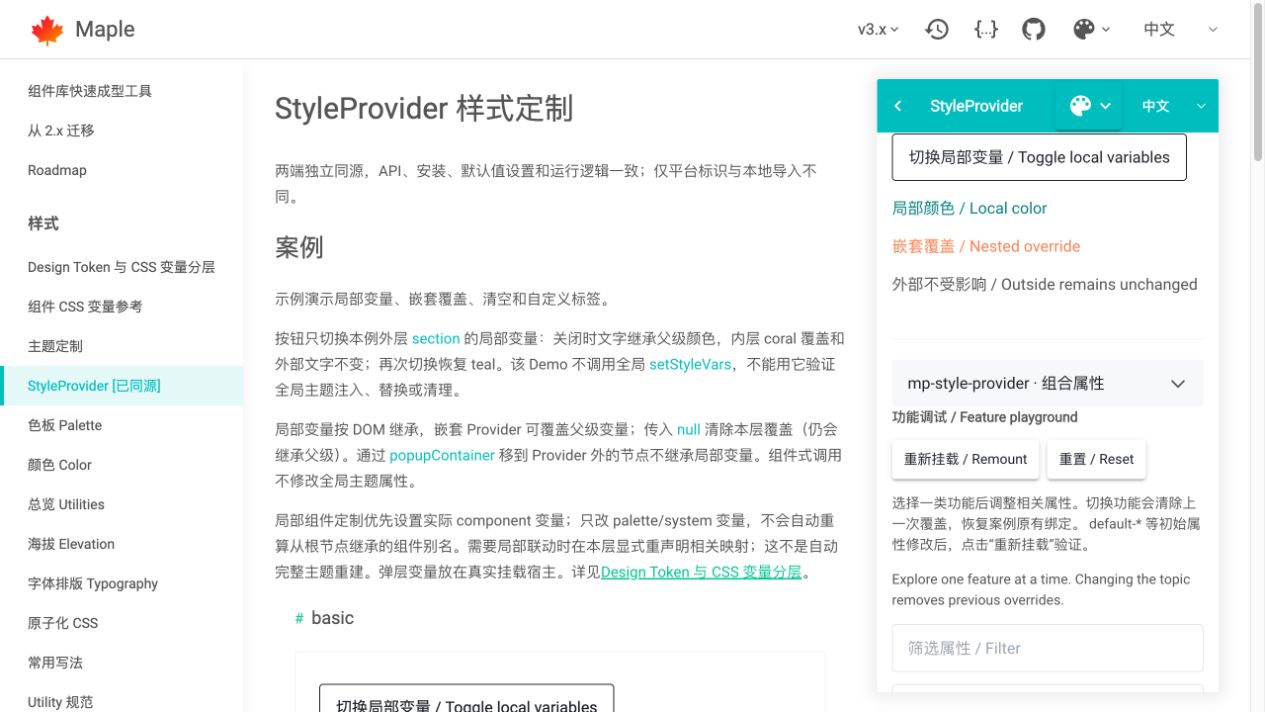 Maple
v3.x
{...}
中文
组件库快速成型工具
从 2.x 迁移
Roadmap
样式
Design Token 与 CSS 变量分层
组件 CSS 变量参考
主题定制
StyleProvider [已同源]
色板 Palette
颜色 Color
总览 Utilities
海拔 Elevation
字体排版 Typography
原子化 CSS
常用写法
Utility 规范
StyleProvider 样式定制
两端独立同源，API、安装、默认值设置和运行逻辑一致；仅平台标识与本地导入不
同。
案例
示例演示局部变量、嵌套覆盖、清空和自定义标签。
按钮只切换本例外层 section 的局部变量：关闭时文字继承父级颜色，内层 coral 覆盖和
外部文字不变；再次切换恢复 teal。该 Demo 不调用全局 setStyleVars，不能用它验证
全局主题注入、替换或清理。
局部变量按 DOM 继承，嵌套 Provider 可覆盖父级变量；传入 null 清除本层覆盖（仍会
继承父级）。通过 popupContainer 移到 Provider 外的节点不继承局部变量。组件式调用
不修改全局主题属性。
局部组件定制优先设置实际 component 变量；只改 palette/system 变量，不会自动重
算从根节点继承的组件别名。需要局部联动时在本层显式重声明相关映射；这不是自动
完整主题重建。弹层变量放在真实挂载宿主。详见Design Token 与 CSS 变量分层。
# basic
切换局部变量 / Toggle local variables
StyleProvider
中文
切换局部变量 / Toggle local variables
局部颜色 / Local color
嵌套覆盖 / Nested override
外部不受影响 / Outside remains unchanged
mp-style-provider · 组合属性
功能调试 / Feature playground
重新挂载 / Remount
重置 / Reset
选择一类功能后调整相关属性。切换功能会清除上
一次覆盖，恢复案例原有绑定。 default-* 等初始属
性修改后，点击“重新挂载”验证。
Explore one feature at a time. Changing the topic
removes previous overrides.
筛选属性 / Filter